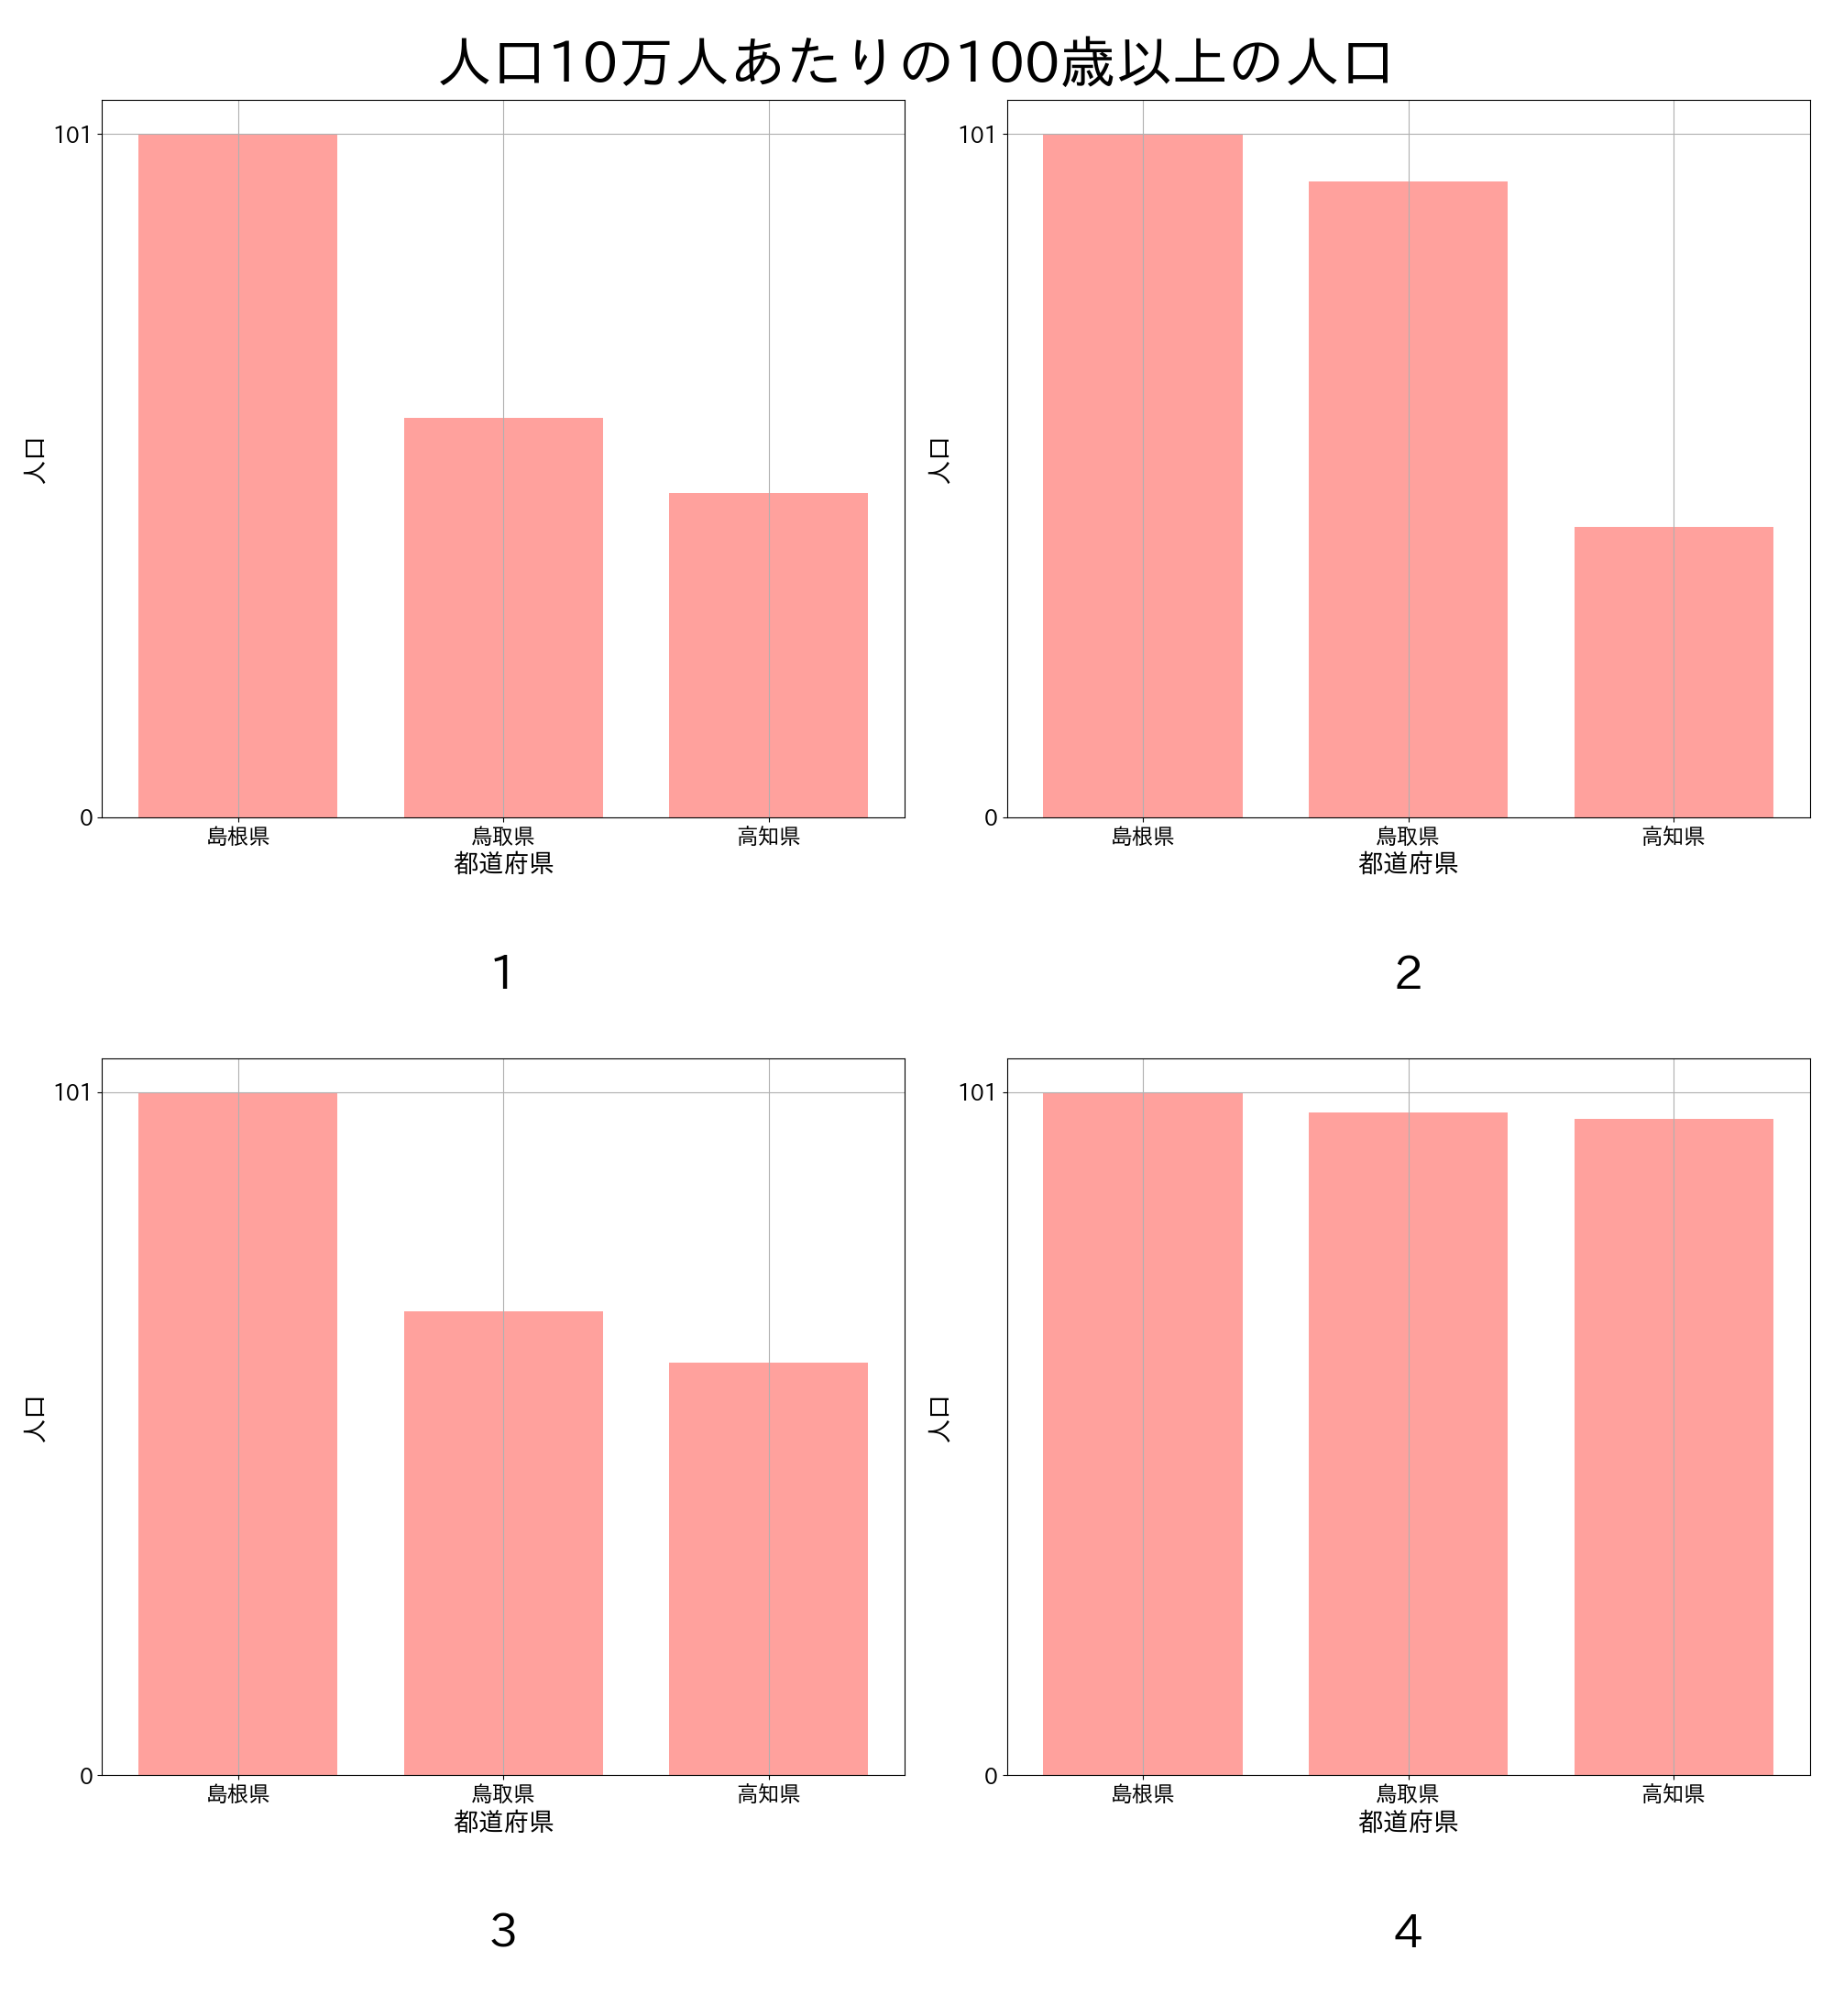 人口10万人あたりの100歳以上の人口
101
0
人口
島根県 鳥取県 高知県
都道府県
1
101
0
人口
島根県 鳥取県 高知県
都道府県
2
101
0
人口
島根県 鳥取県 高知県
都道府県
3
101
0
人口
島根県 鳥取県 高知県
都道府県
4